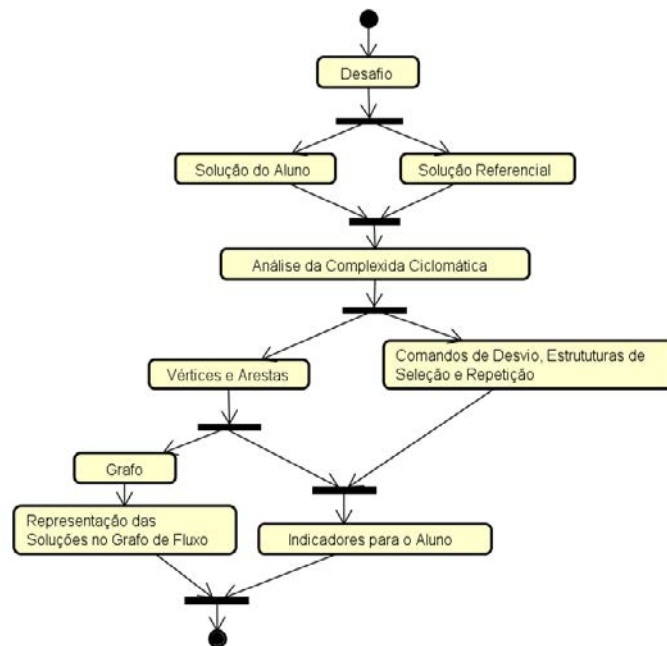 Desafio
Solução do Aluno
Solução Referencial
Análise da Complexida Ciclomática
Vértices e Arestas
Comandos de Desvio, Estrututuras de
Seleção e Repetição
Grafo
Representação das
Soluções no Grafo de Fluxo
Indicadores para o Aluno